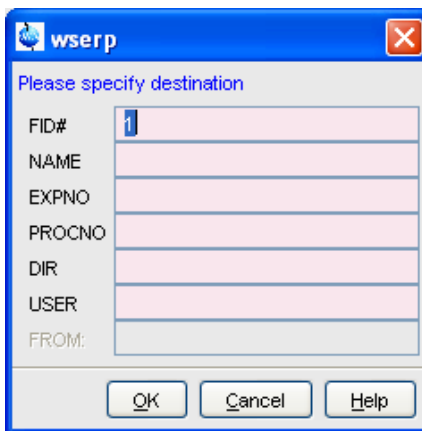 wserp
Please specify destination
FID# 1
NAME
EXPNO
PROCNO
DIR
USER
FROM:
OK Cancel Help